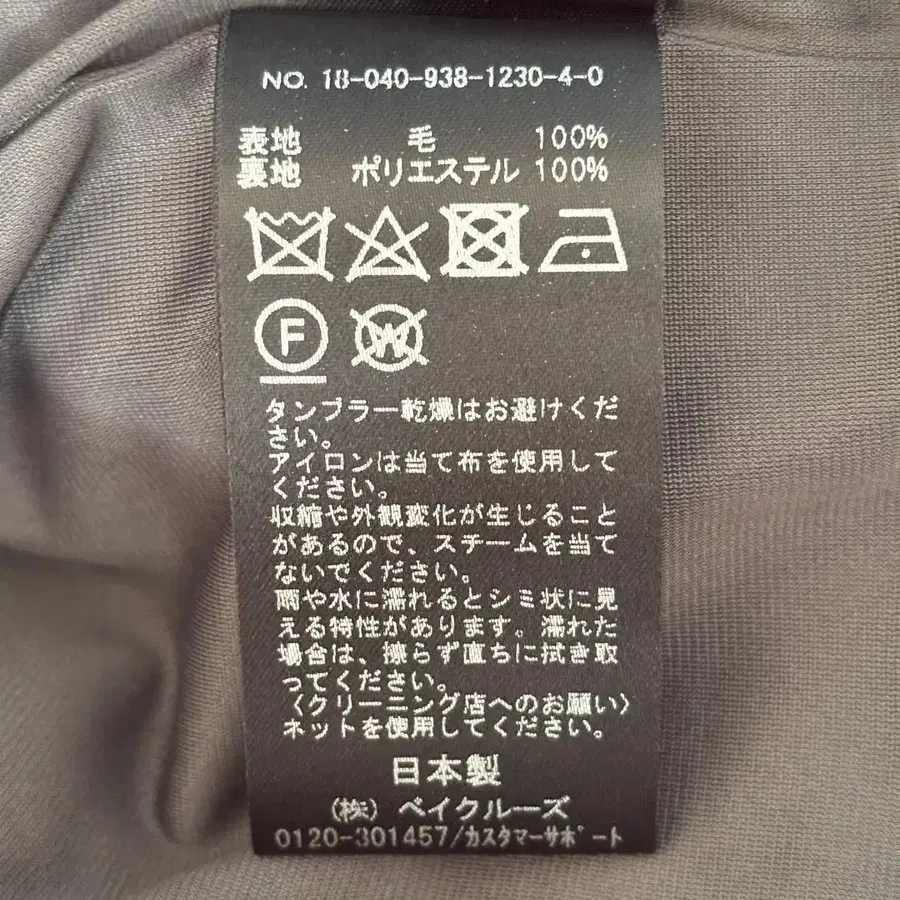 NO. 18-040-938-1230-4-0
表地 毛 100%
裏地 ポリエステル 100%
F
W
タンブラー乾燥はお避けくだ
さい。
アイロンは当て布を使用して
ください。
収縮や外観変化が生じること
があるので、スチームを当て
ないでください。
雨や水に濡れるとシミ状に見
える特性があります。濡れた
場合は、擦らず直ちに拭き取
ってください。
〈クリーニング店へのお願い〉
ネットを使用してください。
日本製
(株) ベイクルーズ
0120-301457/カスタマーサポート